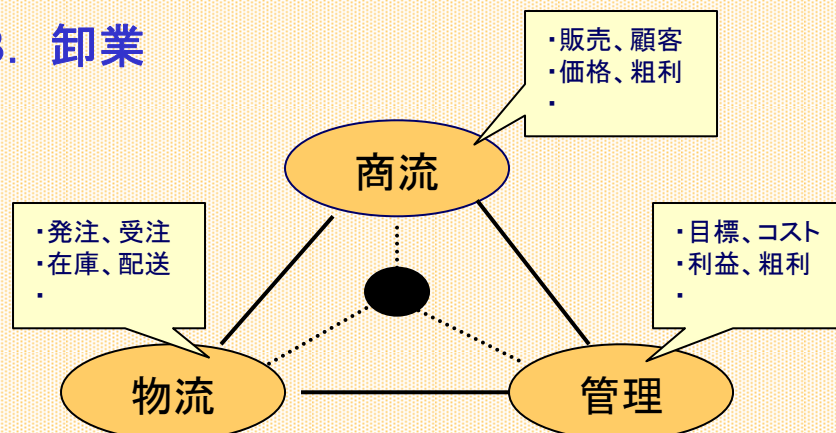 3. 卸業
・販売、顧客
・価格、粗利
・
商流
・発注、受注
・在庫、配送
・
・目標、コスト
・利益、粗利
・
物流
管理